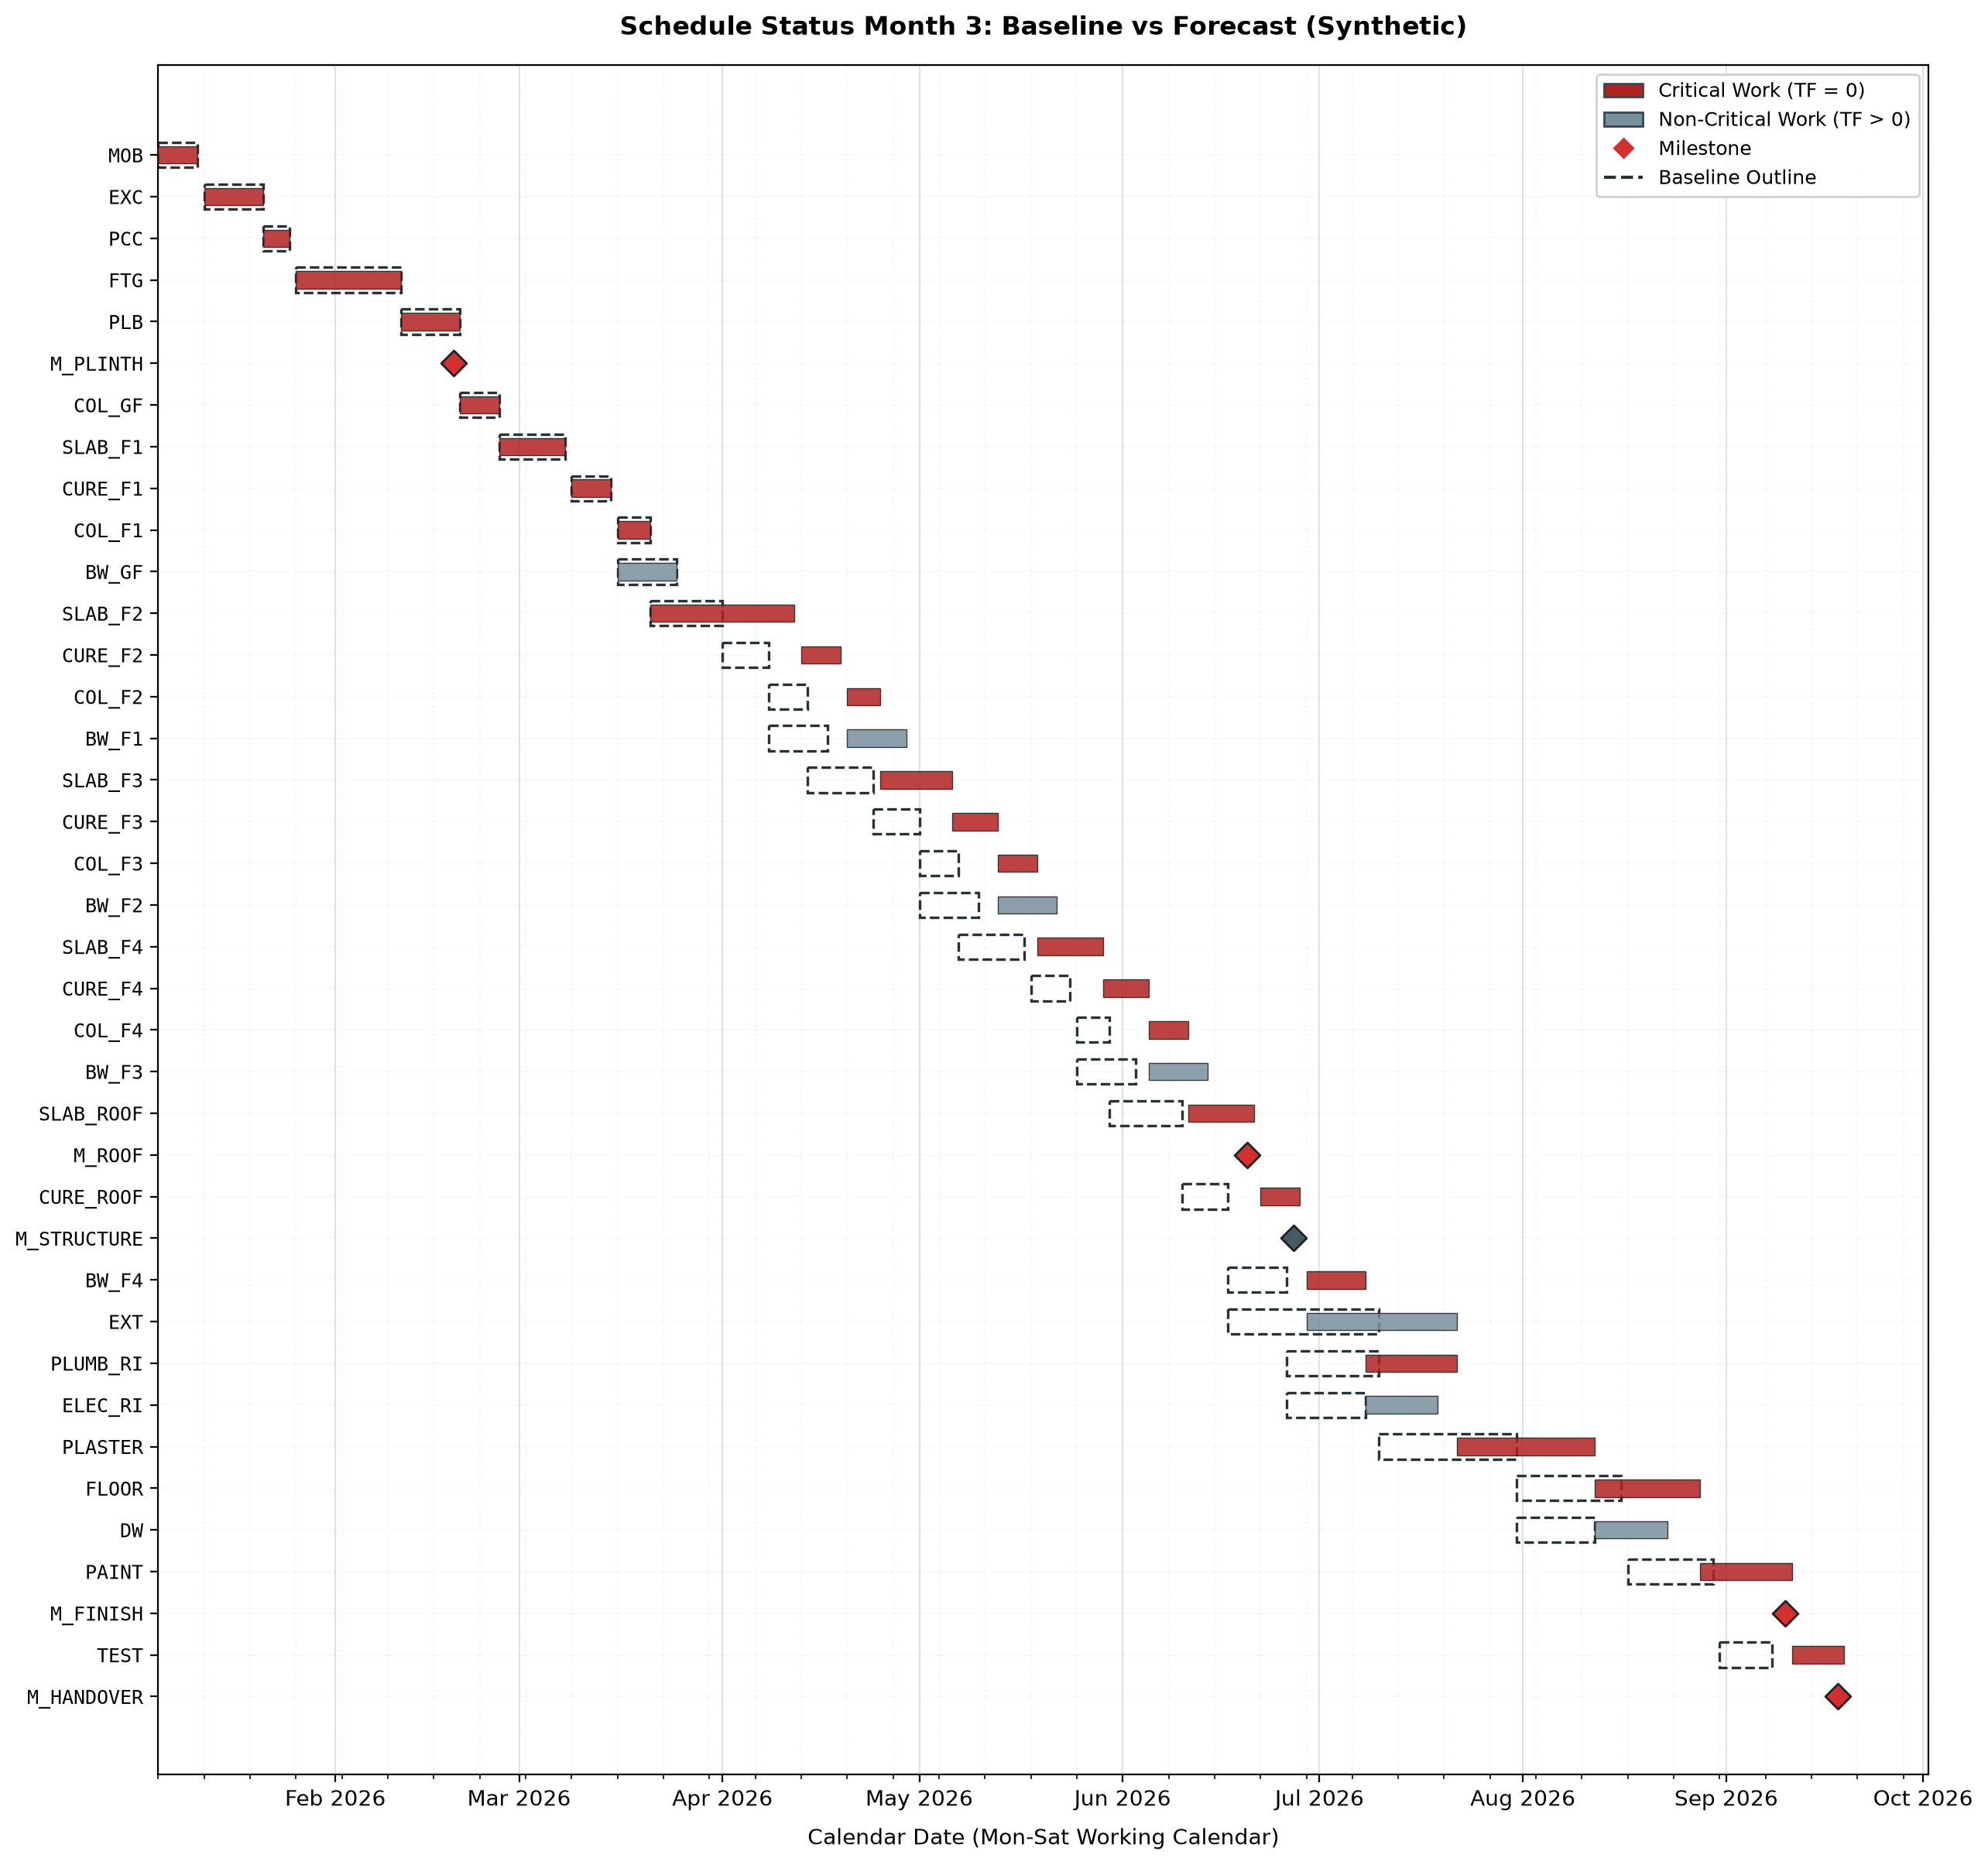 Schedule Status Month 3: Baseline vs Forecast (Synthetic)
Critical Work (TF = 0)
Non-Critical Work (TF > 0)
Milestone
Baseline Outline
MOB
EXC
PCC
FTG
PLB
M_PLINTH
COL_GF
SLAB_F1
CURE_F1
COL_F1
BW_GF
SLAB_F2
CURE_F2
COL_F2
BW_F1
SLAB_F3
CURE_F3
COL_F3
BW_F2
SLAB_F4
CURE_F4
COL_F4
BW_F3
SLAB_ROOF
M_ROOF
CURE_ROOF
M_STRUCTURE
BW_F4
EXT
PLUMB_RI
ELEC_RI
PLASTER
FLOOR
DW
PAINT
M_FINISH
TEST
M_HANDOVER
Feb 2026 Mar 2026 Apr 2026 May 2026 Jun 2026 Jul 2026 Aug 2026 Sep 2026 Oct 2026
Calendar Date (Mon-Sat Working Calendar)